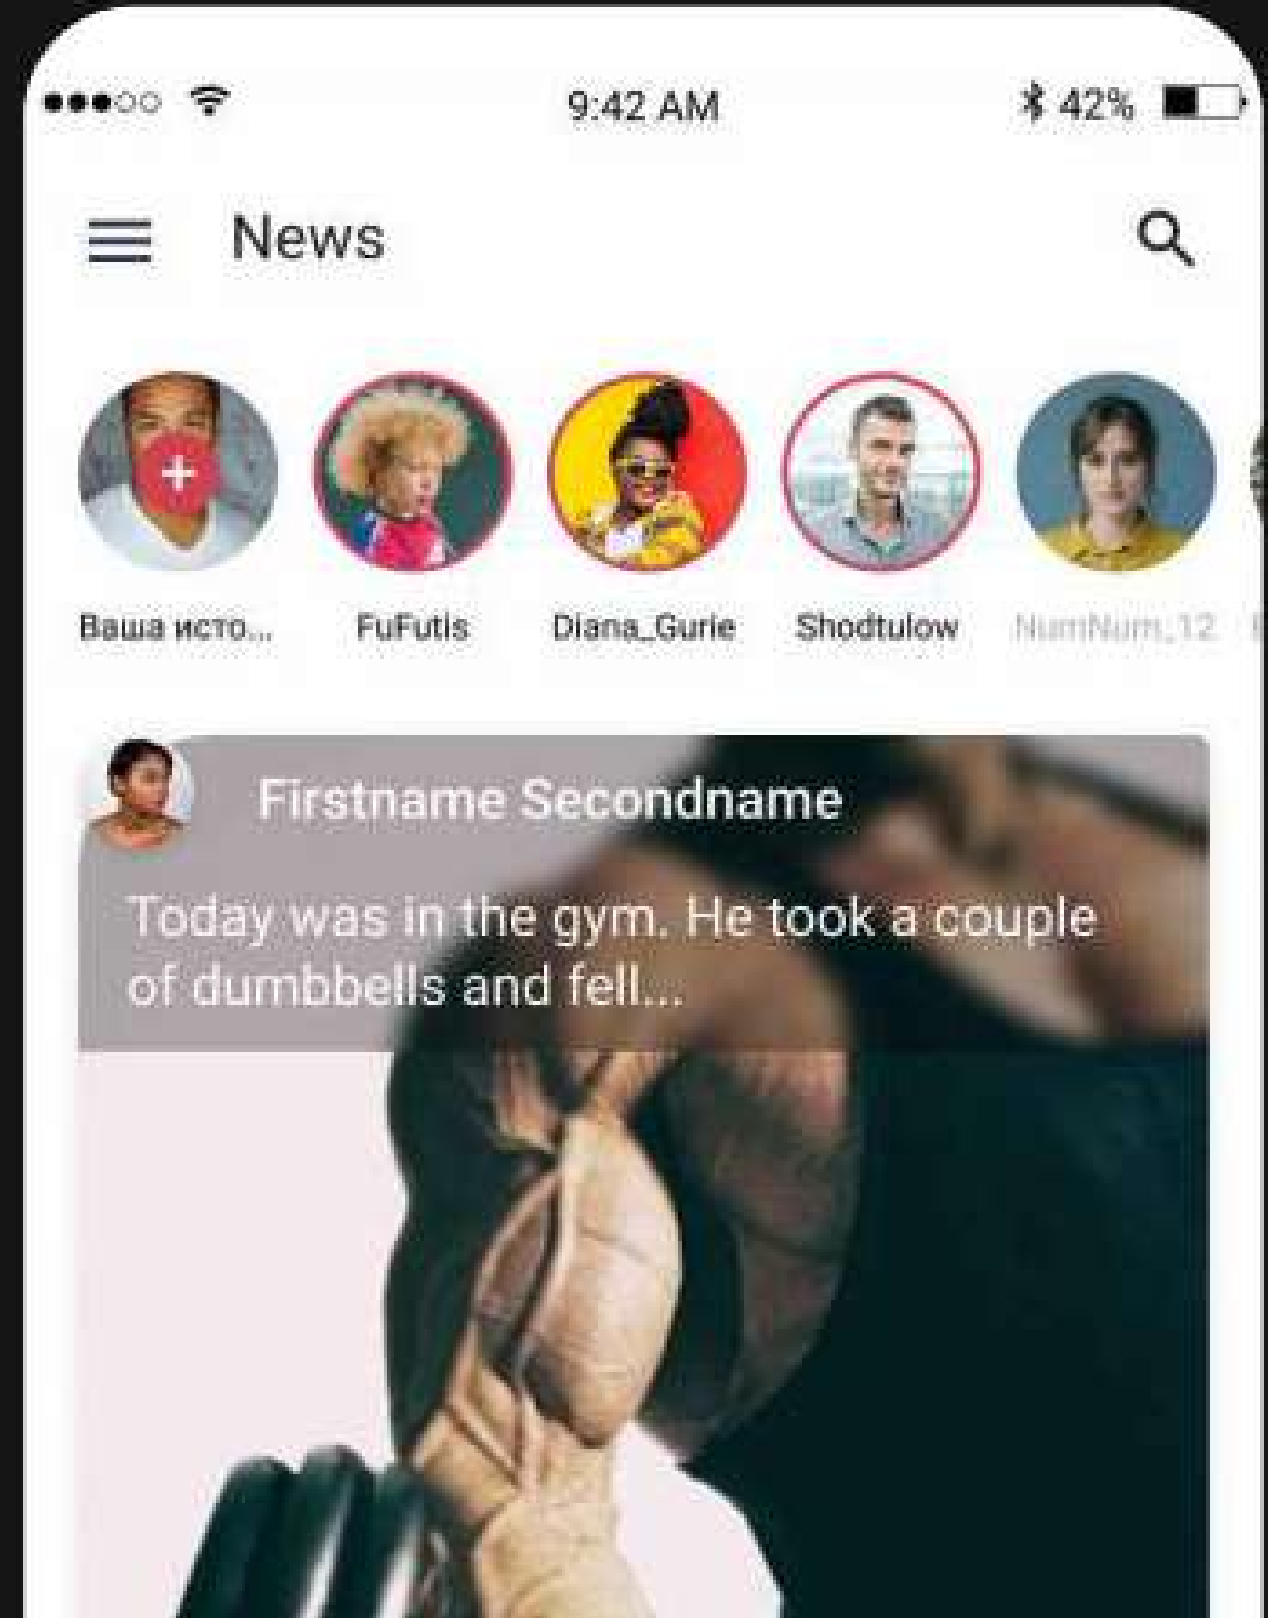 9:42 AM
42%
News
Ваша исто...
FuFutis
Diana_Gurie
Shodtulow
NumNum_12
Firstname Secondname
Today was in the gym. He took a couple
of dumbbells and fell...